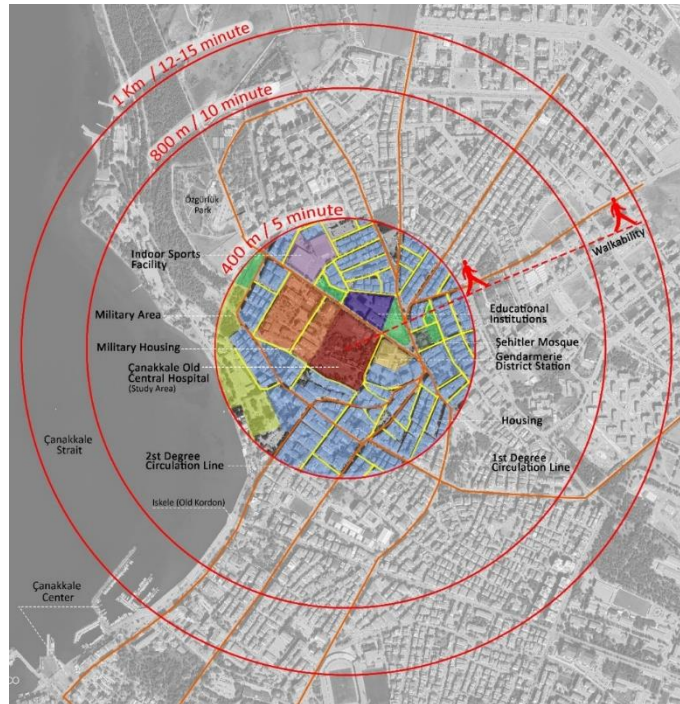 1 Km / 12-15 minute
800 m / 10 minute
400 m / 5 minute
Özgürlük
Park
Indoor Sports
Facility
Walkability
Military Area
Educational
Institutions
Military Housing
Şehitler Mosque
Gendarmerie
District Station
Çanakkale Old
Central Hospital
(Study Area)
Housing
Çanakkale
Strait
2st Degree
Circulation Line
1st Degree
Circulation Line
Iskele (Old Kordon)
Çanakkale
Center